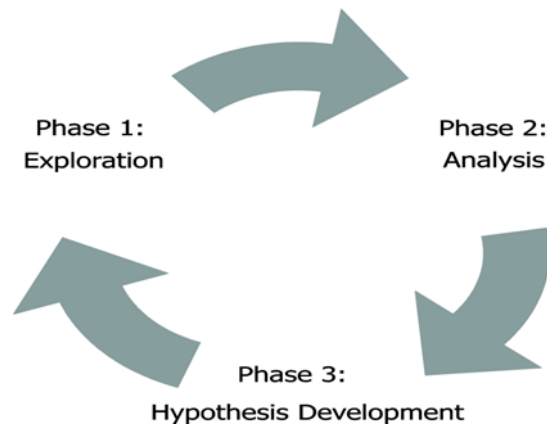 Phase 1:
Exploration
Phase 2:
Analysis
Phase 3:
Hypothesis Development